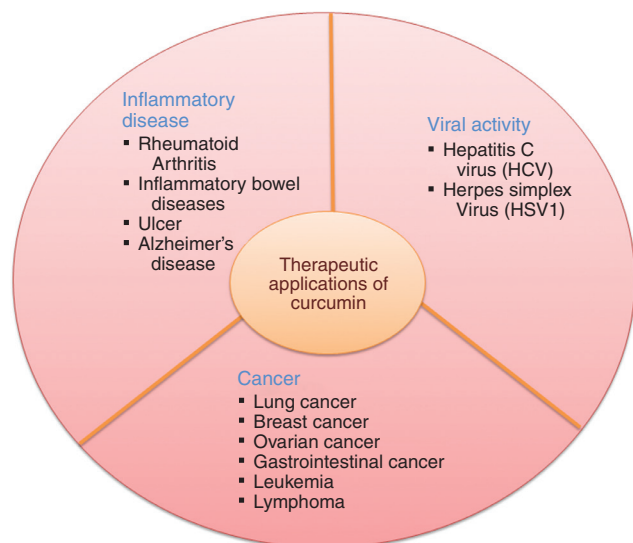 Inflammatory
disease
▪ Rheumatoid
Arthritis
▪ Inflammatory bowel
diseases
▪ Ulcer
▪ Alzheimer's
disease
Viral activity
▪ Hepatitis C
virus (HCV)
▪ Herpes simplex
Virus (HSV1)
Therapeutic
applications of
curcumin
Cancer
▪ Lung cancer
▪ Breast cancer
▪ Ovarian cancer
▪ Gastrointestinal cancer
▪ Leukemia
▪ Lymphoma